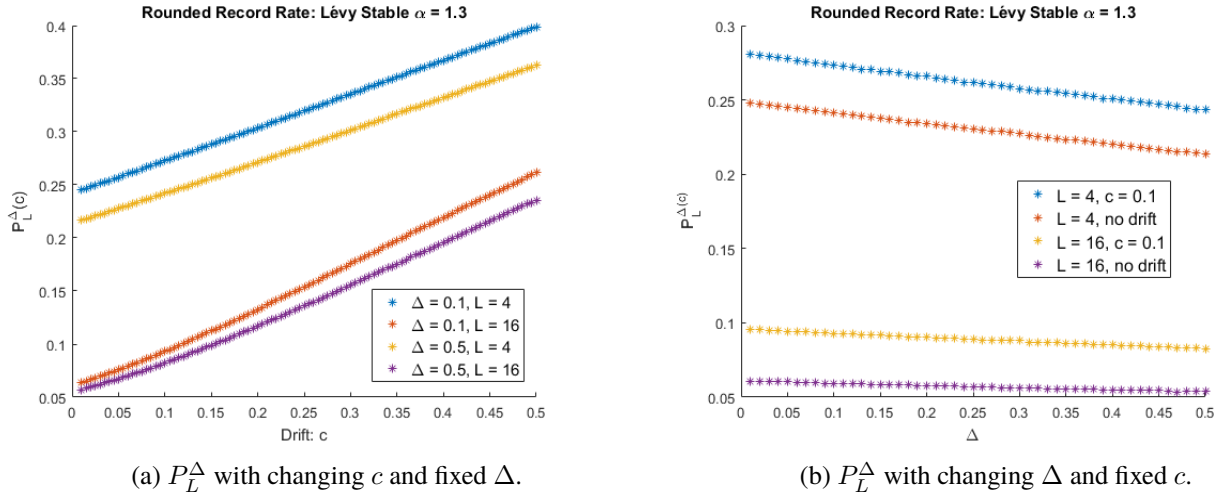 Rounded Record Rate: Lévy Stable α = 1.3
0.4
0.35
0.3
0.25
0.2
0.15
0.1
0.05
P_L^Δ(c)
0 0.05 0.1 0.15 0.2 0.25 0.3 0.35 0.4 0.45 0.5
Drift: c
Δ = 0.1, L = 4
Δ = 0.1, L = 16
Δ = 0.5, L = 4
Δ = 0.5, L = 16
(a) P_L^Δ with changing c and fixed Δ.
Rounded Record Rate: Lévy Stable α = 1.3
0.3
0.25
0.2
0.15
0.1
0.05
P_L^Δ(c)
0 0.05 0.1 0.15 0.2 0.25 0.3 0.35 0.4 0.45 0.5
Δ
L = 4, c = 0.1
L = 4, no drift
L = 16, c = 0.1
L = 16, no drift
(b) P_L^Δ with changing Δ and fixed c.